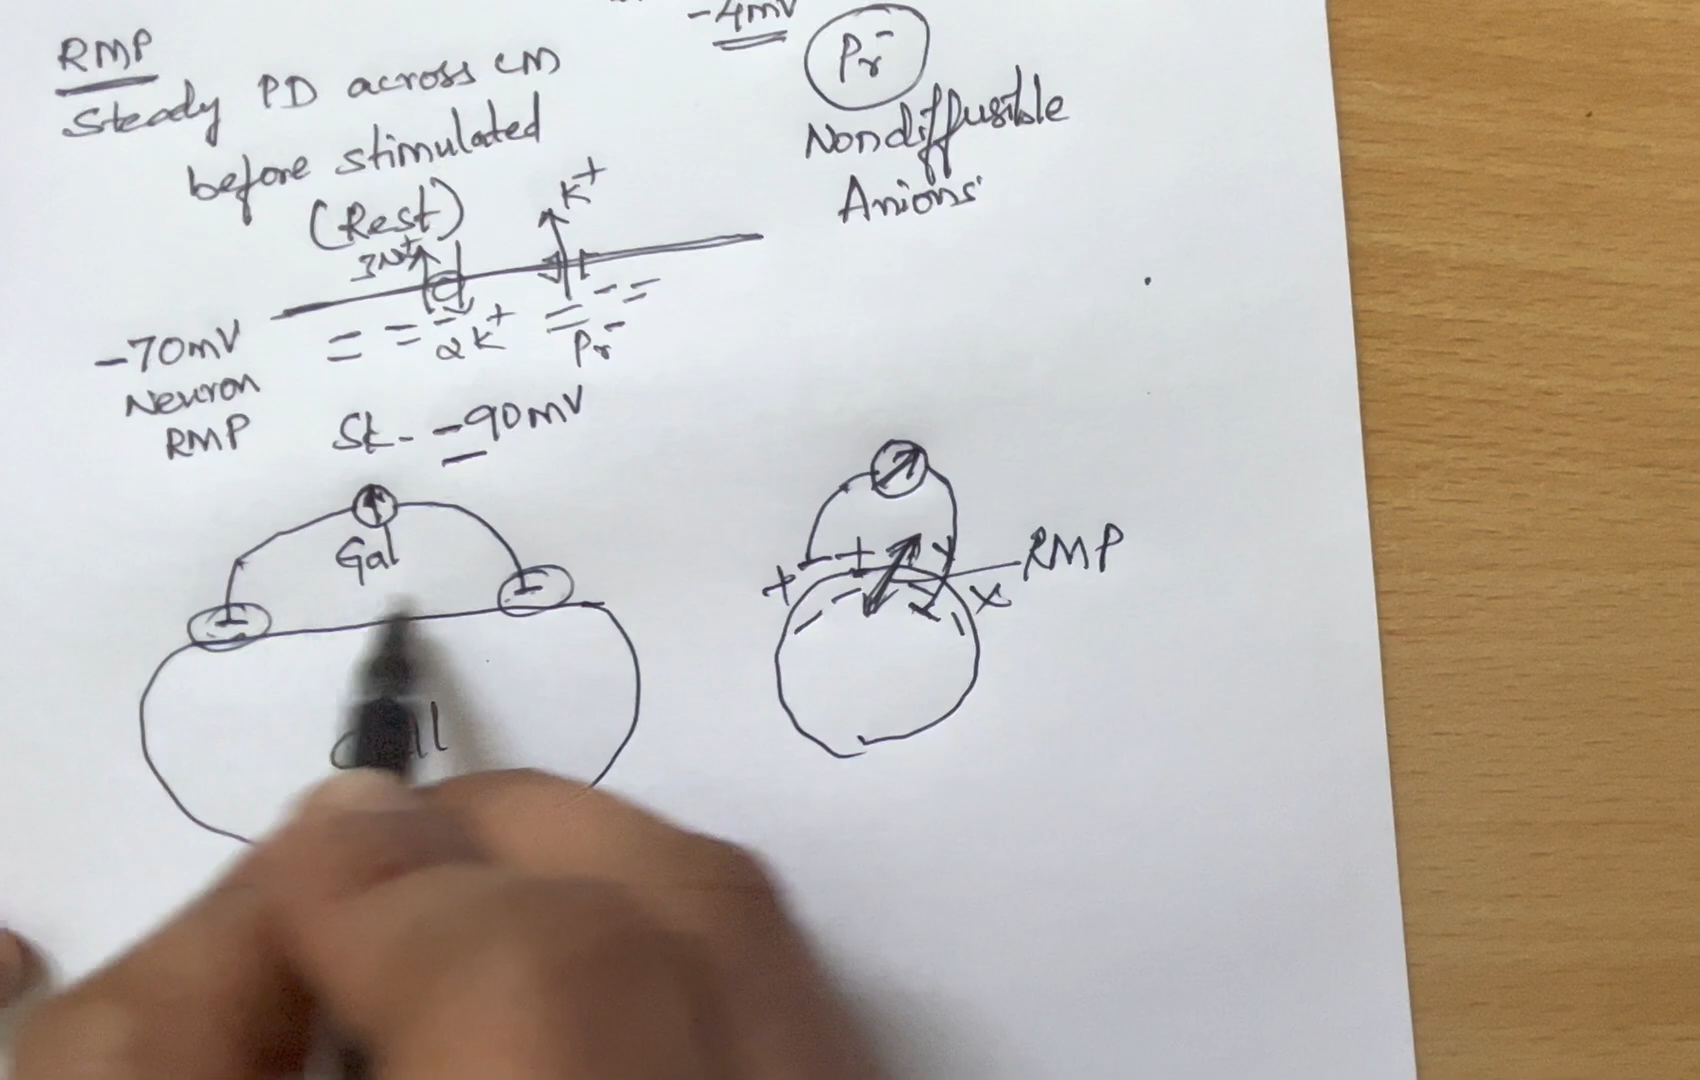 -4mV
RMP
Steady PD across CM
before stimulated
(Rest)
Pr-
Nondiffusible
Anions
K+
3Na+
2K+
Pr-
-70mV
Neuron
RMP
Sk- -90mV
Gal
RMP
Cell